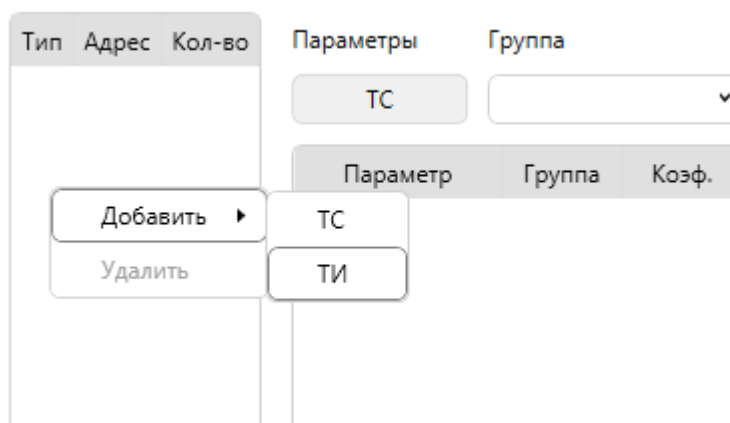 Тип Адрес Кол-во
Параметры Группа
ТС
Параметр Группа Коэф.
Добавить ТС
Удалить ТИ